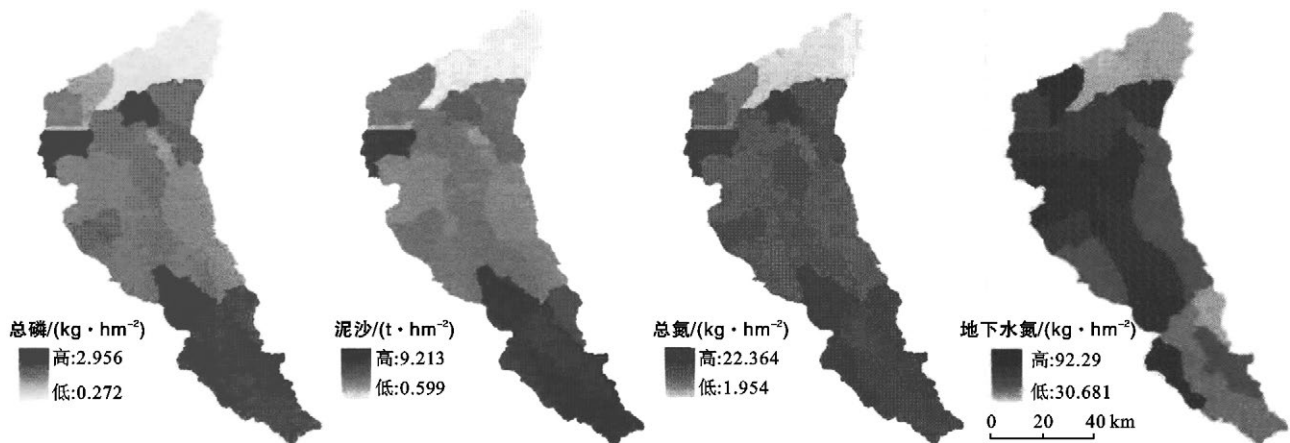 总磷/(kg·hm⁻²)
高:2.956
低:0.272
泥沙/(t·hm⁻²)
高:9.213
低:0.599
总氮/(kg·hm⁻²)
高:22.364
低:1.954
地下水氮/(kg·hm⁻²)
高:92.29
低:30.681
0 20 40 km